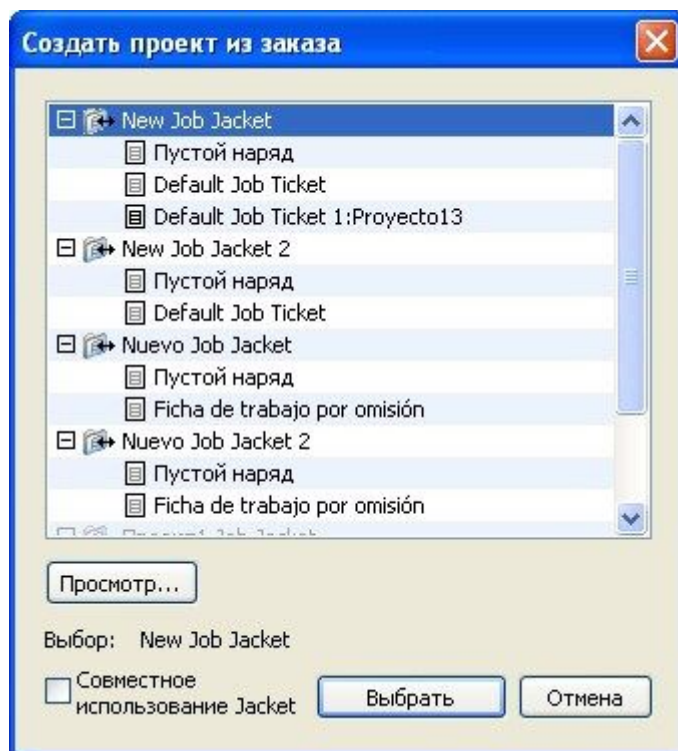 Создать проект из заказа
New Job Jacket
Пустой наряд
Default Job Ticket
Default Job Ticket 1:Proyecto13
New Job Jacket 2
Пустой наряд
Default Job Ticket
Nuevo Job Jacket
Пустой наряд
Ficha de trabajo por omisión
Nuevo Job Jacket 2
Пустой наряд
Ficha de trabajo por omisión
Job Jacket
Просмотр...
Выбор: New Job Jacket
Совместное
использование Jacket
Выбрать
Отмена